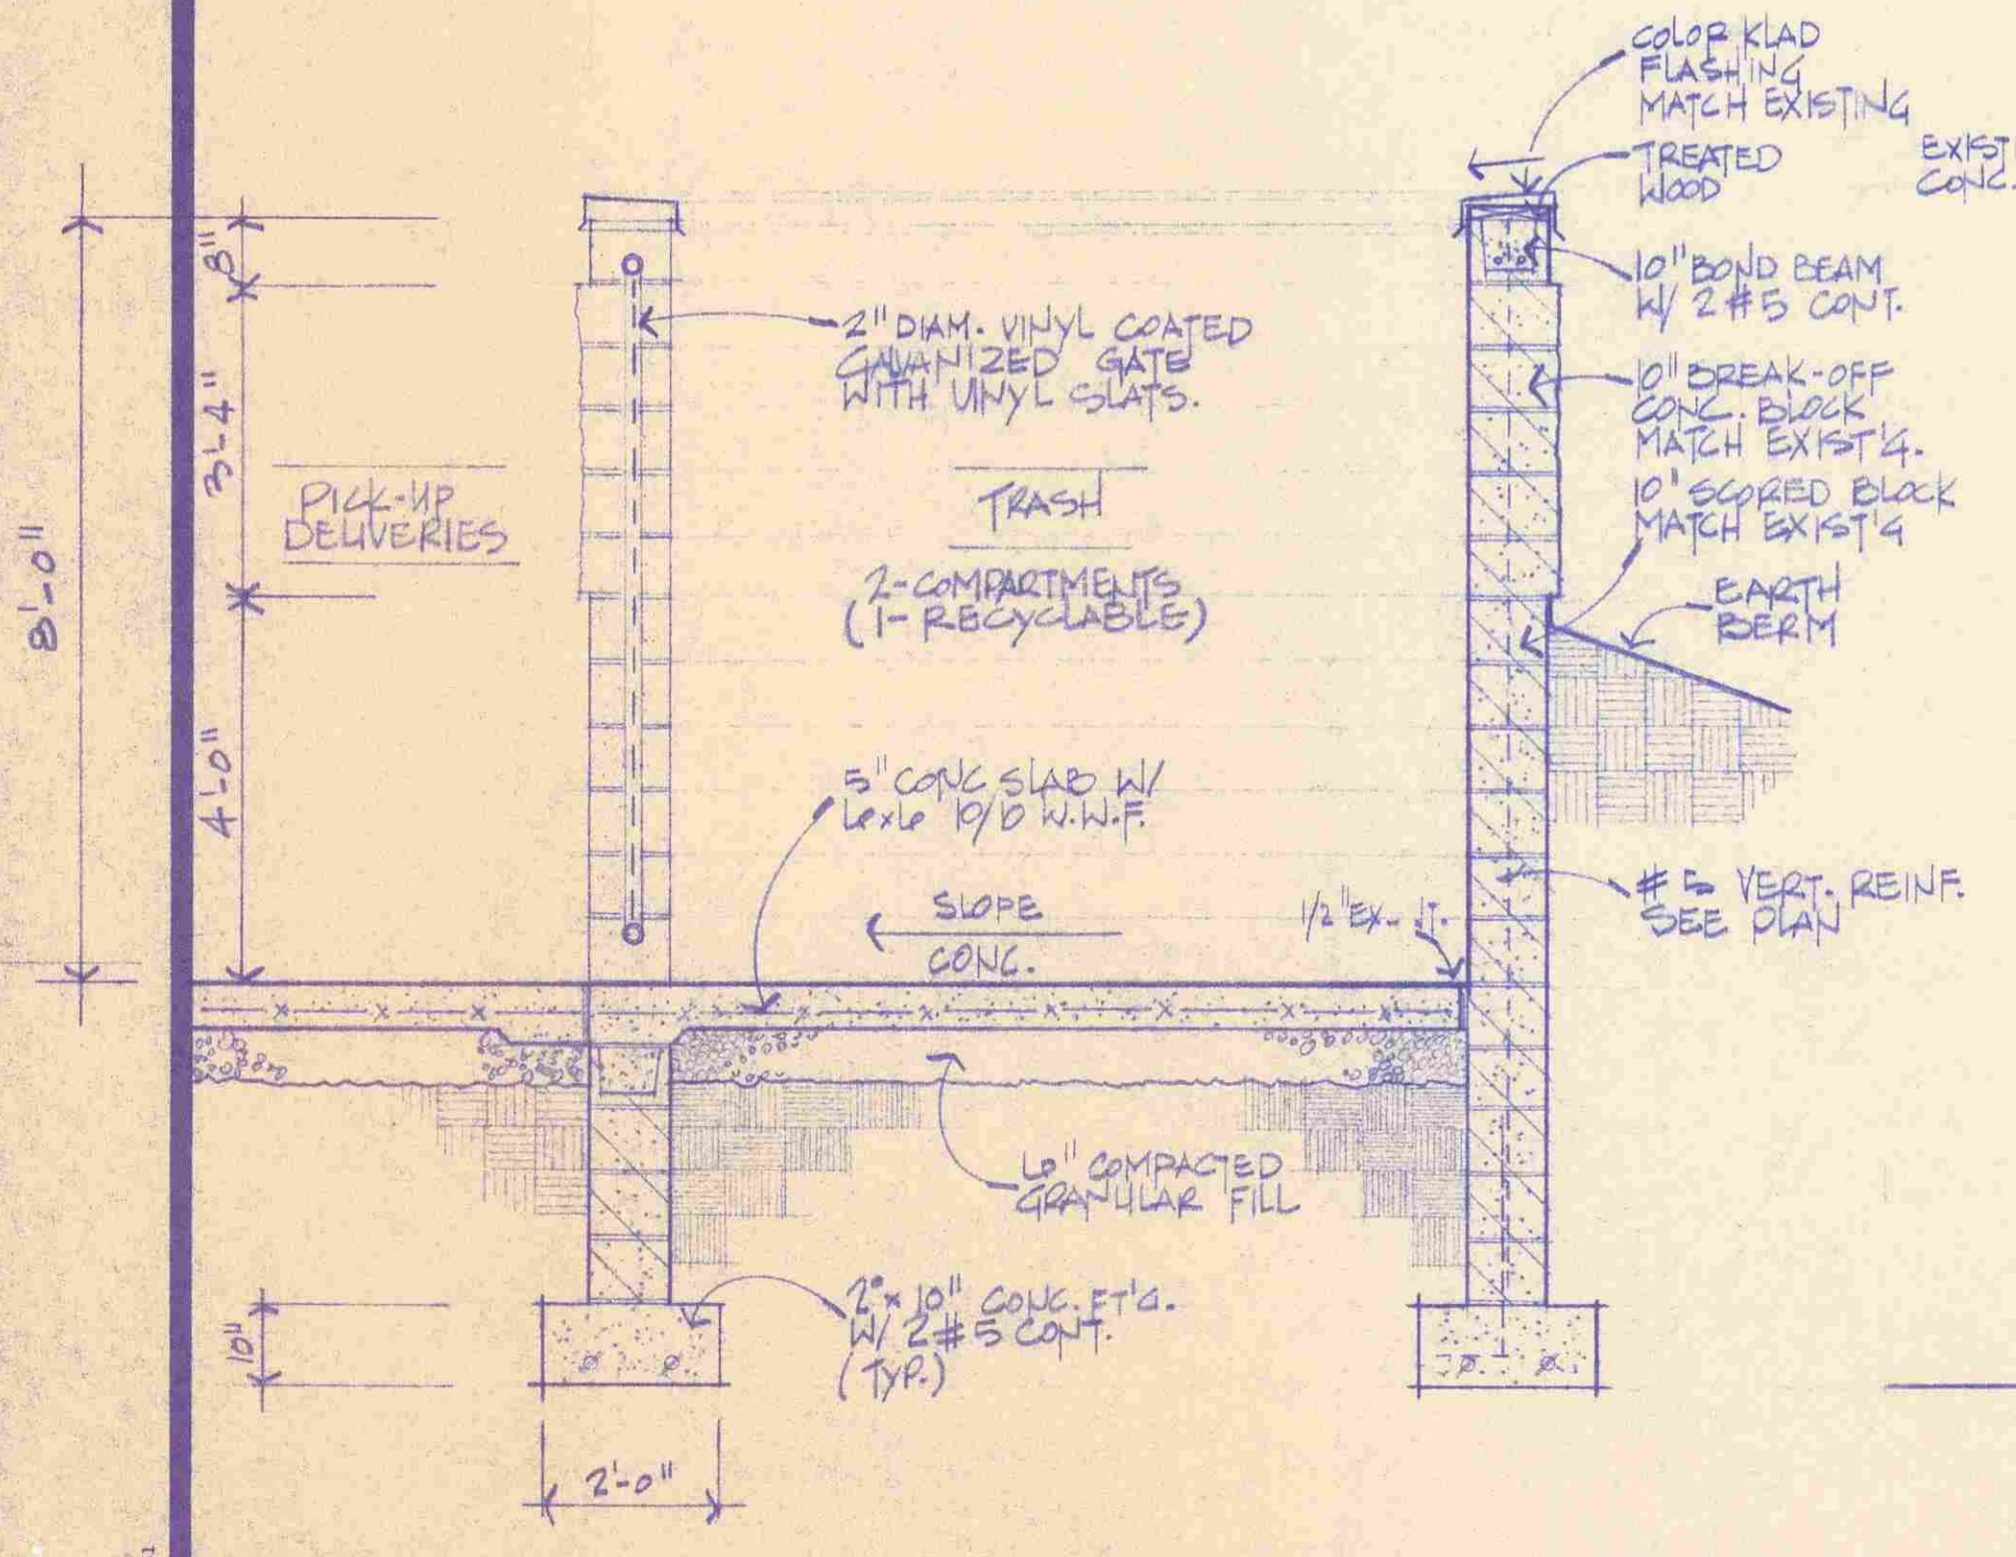 COLOR KLAD
FLASHING
MATCH EXISTING
TREATED
WOOD
EXIST
CONC.
10" BOND BEAM
W/ 2 #5 CONT.
10" BREAK-OFF
CONC. BLOCK
MATCH EXIST'G.
10" SCORED BLOCK
MATCH EXIST'G
EARTH
BERM
#5 VERT. REINF.
SEE PLAN
8"
3'-4"
8'-0"
4'-0"
PICK-UP
DELIVERIES
2" DIAM. VINYL COATED
GALVANIZED GATE
WITH VINYL SLATS.
TRASH
2-COMPARTMENTS
(1-RECYCLABLE)
5" CONC SLAB W/
6x6 10/10 W.W.F.
SLOPE
CONC.
1/2" EX. JT.
6" COMPACTED
GRANULAR FILL
2° x 10" CONC. FT'G.
W/ 2 #5 CONT.
(TYP.)
10"
2'-0"